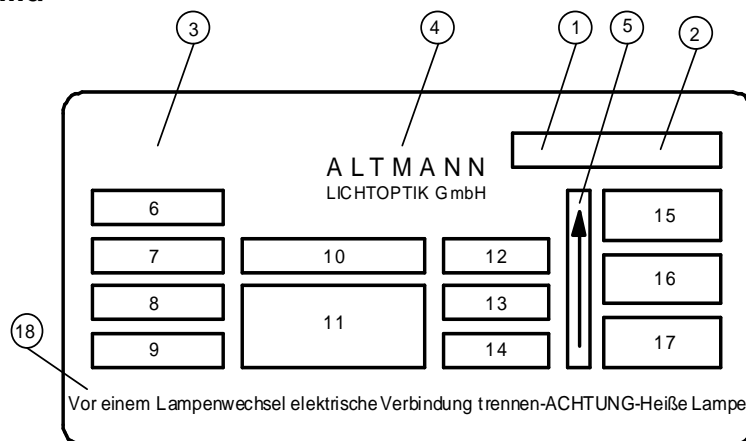 3 4 1 5 2
ALTMANN
LICHTOPTIK GmbH
6 15
7 10 12
16
8 11 13
9 14 17
18
Vor einem Lampenwechsel elektrische Verbindung trennen-ACHTUNG-Heiße Lampe